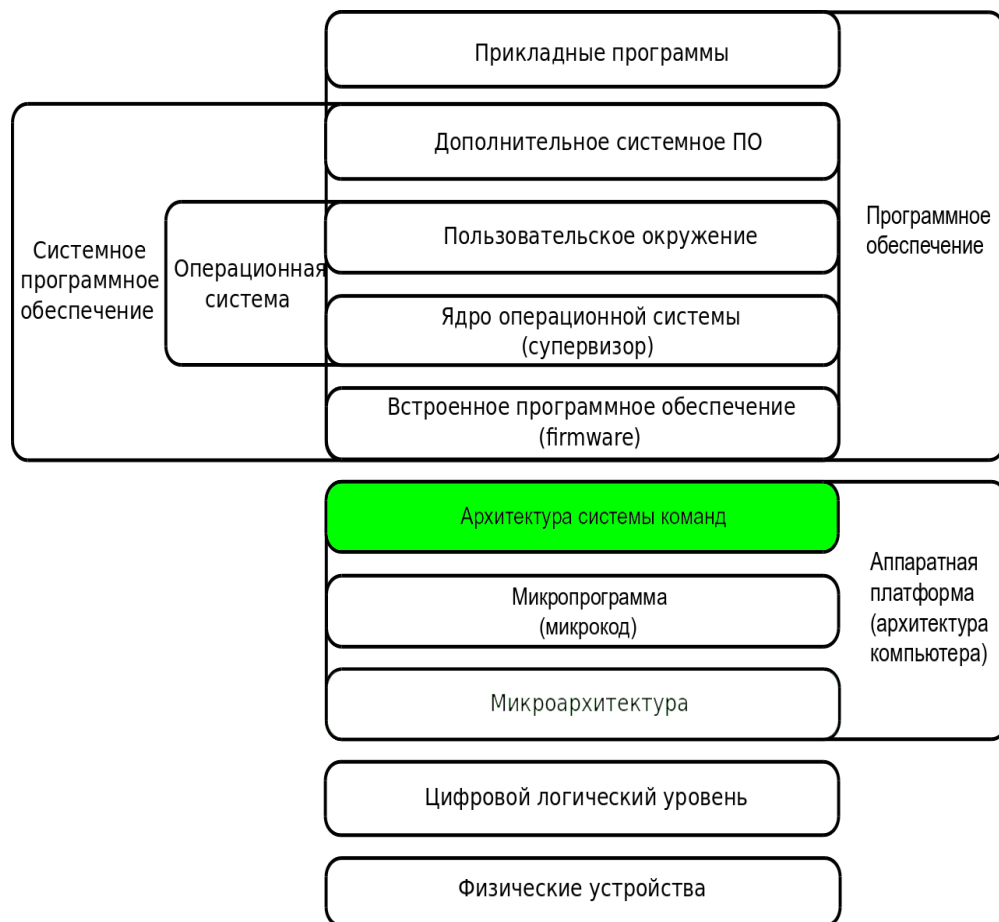 Прикладные программы
Дополнительное системное ПО
Пользовательское окружение
Ядро операционной системы
(супервизор)
Встроенное программное обеспечение
(firmware)
Системное
программное
обеспечение
Операционная
система
Программное
обеспечение
Архитектура системы команд
Микропрограмма
(микрокод)
Микроархитектура
Аппаратная
платформа
(архитектура
компьютера)
Цифровой логический уровень
Физические устройства